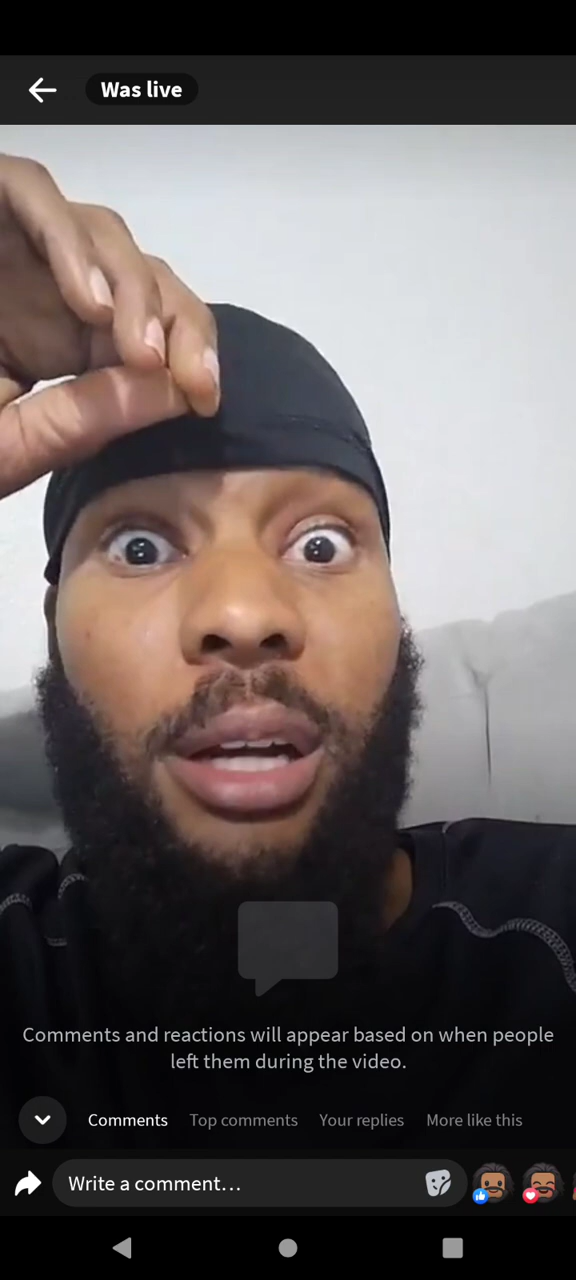 Was live
Comments and reactions will appear based on when people
left them during the video.
Comments Top comments Your replies More like this
Write a comment…